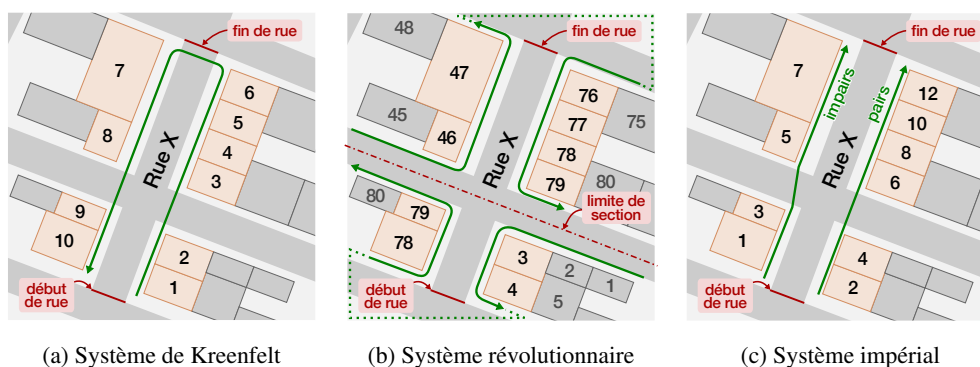 fin de rue
7
6
5
8
4
3
Rue X
9
10
2
1
début
de rue
(a) Système de Kreenfelt
48
fin de rue
47
76
75
77
45
46
78
79
80
Rue X
limite de
section
80
79
78
3
2
1
4
5
début
de rue
(b) Système révolutionnaire
fin de rue
7
impairs
pairs
12
10
5
8
6
Rue X
3
1
4
2
début
de rue
(c) Système impérial